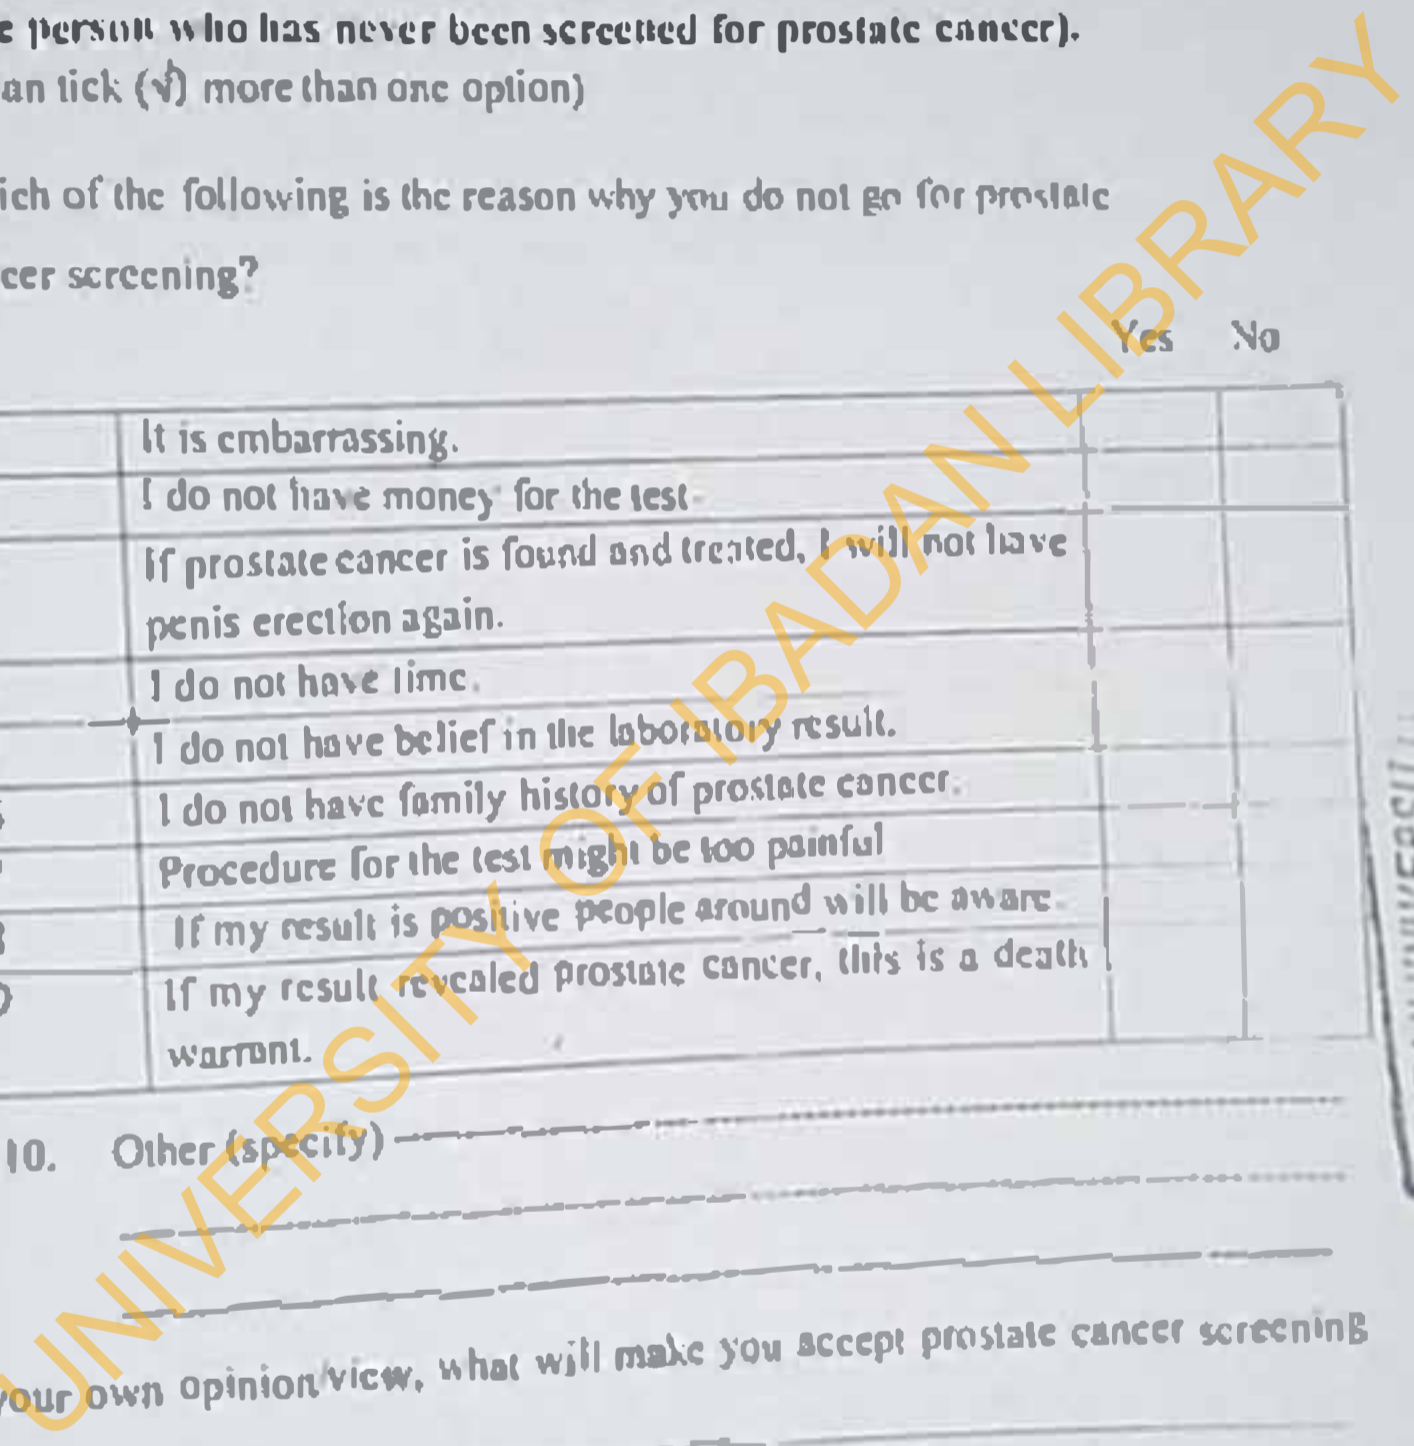 person who has never been screened for prostate cancer).
an tick (√) more than one option)
ich of the following is the reason why you do not go for prostate
cer screening?
Yes No
It is embarrassing.
I do not have money for the test
If prostate cancer is found and treated, I will not have
penis erection again.
I do not have time.
I do not have belief in the laboratory result.
I do not have family history of prostate cancer.
Procedure for the test might be too painful
8 If my result is positive people around will be aware
If my result revealed prostate cancer, this is a death
warrant.
10. Other (specify)
your own opinion/view, what will make you accept prostate cancer screening
UNIVERSITY OF IBADAN LIBRARY